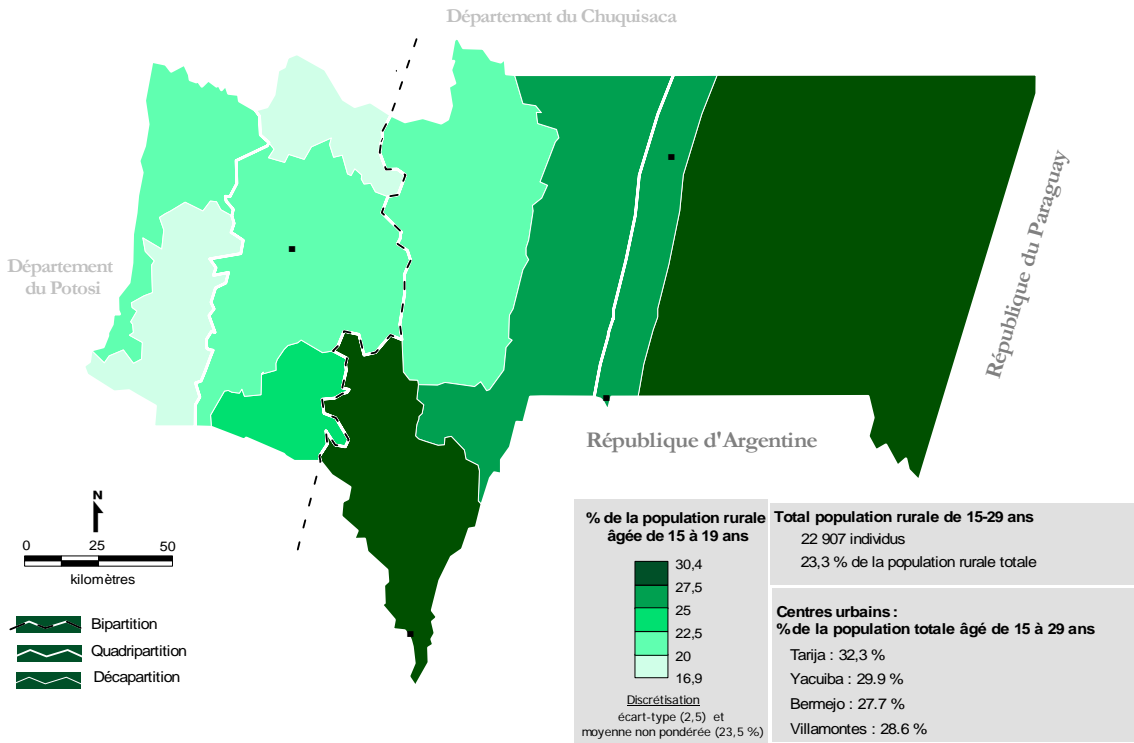 Département du Chuquisaca
Département
du Potosi
République du Paraguay
République d'Argentine
N
0 25 50
kilomètres
Bipartition
Quadripartition
Décapartition
% de la population rurale
âgée de 15 à 19 ans
30,4
27,5
25
22,5
20
16,9
Discrétisation
écart-type (2,5) et
moyenne non pondérée (23,5 %)
Total population rurale de 15-29 ans
22 907 individus
23,3 % de la population rurale totale
Centres urbains :
% de la population totale âgé de 15 à 29 ans
Tarija : 32,3 %
Yacuiba : 29.9 %
Bermejo : 27.7 %
Villamontes : 28.6 %